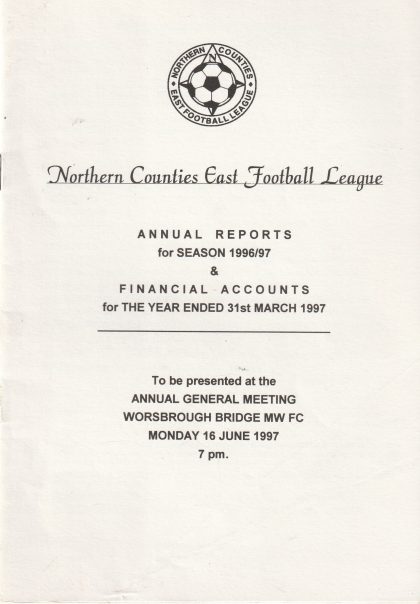 NORTHERN COUNTIES
N
EAST FOOTBALL LEAGUE
Northern Counties East Football League
ANNUAL REPORTS
for SEASON 1996/97
&
FINANCIAL ACCOUNTS
for THE YEAR ENDED 31st MARCH 1997
To be presented at the
ANNUAL GENERAL MEETING
WORSBROUGH BRIDGE MW FC
MONDAY 16 JUNE 1997
7 pm.